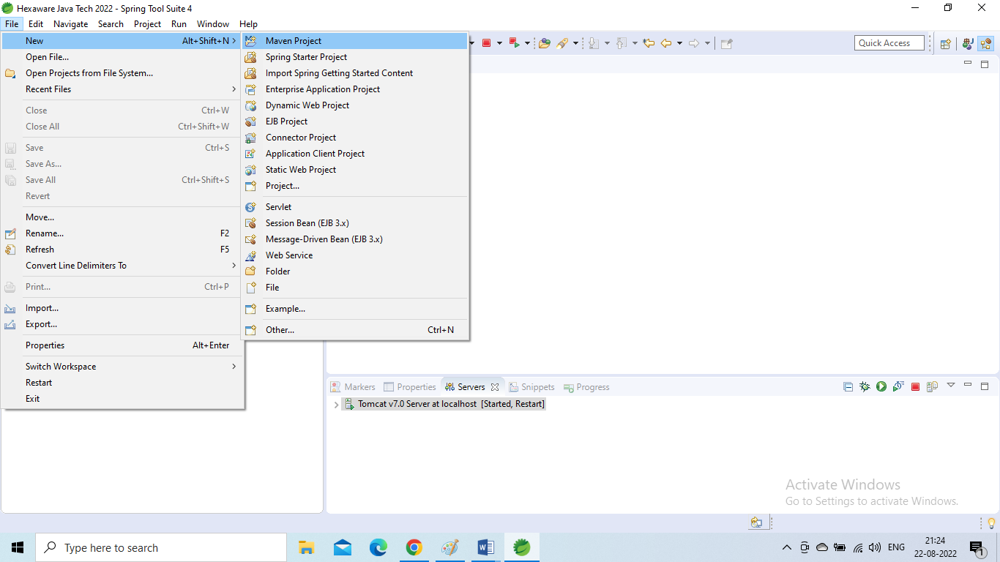 Hexaware Java Tech 2022 - Spring Tool Suite 4
File Edit Navigate Search Project Run Window Help
Quick Access
New Alt+Shift+N
Open File...
Open Projects from File System...
Recent Files
Close Ctrl+W
Close All Ctrl+Shift+W
Save Ctrl+S
Save As...
Save All Ctrl+Shift+S
Revert
Move...
Rename... F2
Refresh F5
Convert Line Delimiters To
Print... Ctrl+P
Import...
Export...
Properties Alt+Enter
Switch Workspace
Restart
Exit
Maven Project
Spring Starter Project
Import Spring Getting Started Content
Enterprise Application Project
Dynamic Web Project
EJB Project
Connector Project
Application Client Project
Static Web Project
Project...
Servlet
Session Bean (EJB 3.x)
Message-Driven Bean (EJB 3.x)
Web Service
Folder
File
Example...
Other... Ctrl+N
Markers Properties Servers Snippets Progress
Tomcat v7.0 Server at localhost [Started, Restart]
Activate Windows
Go to Settings to activate Windows.
Type here to search
ENG
21:24
22-08-2022
1